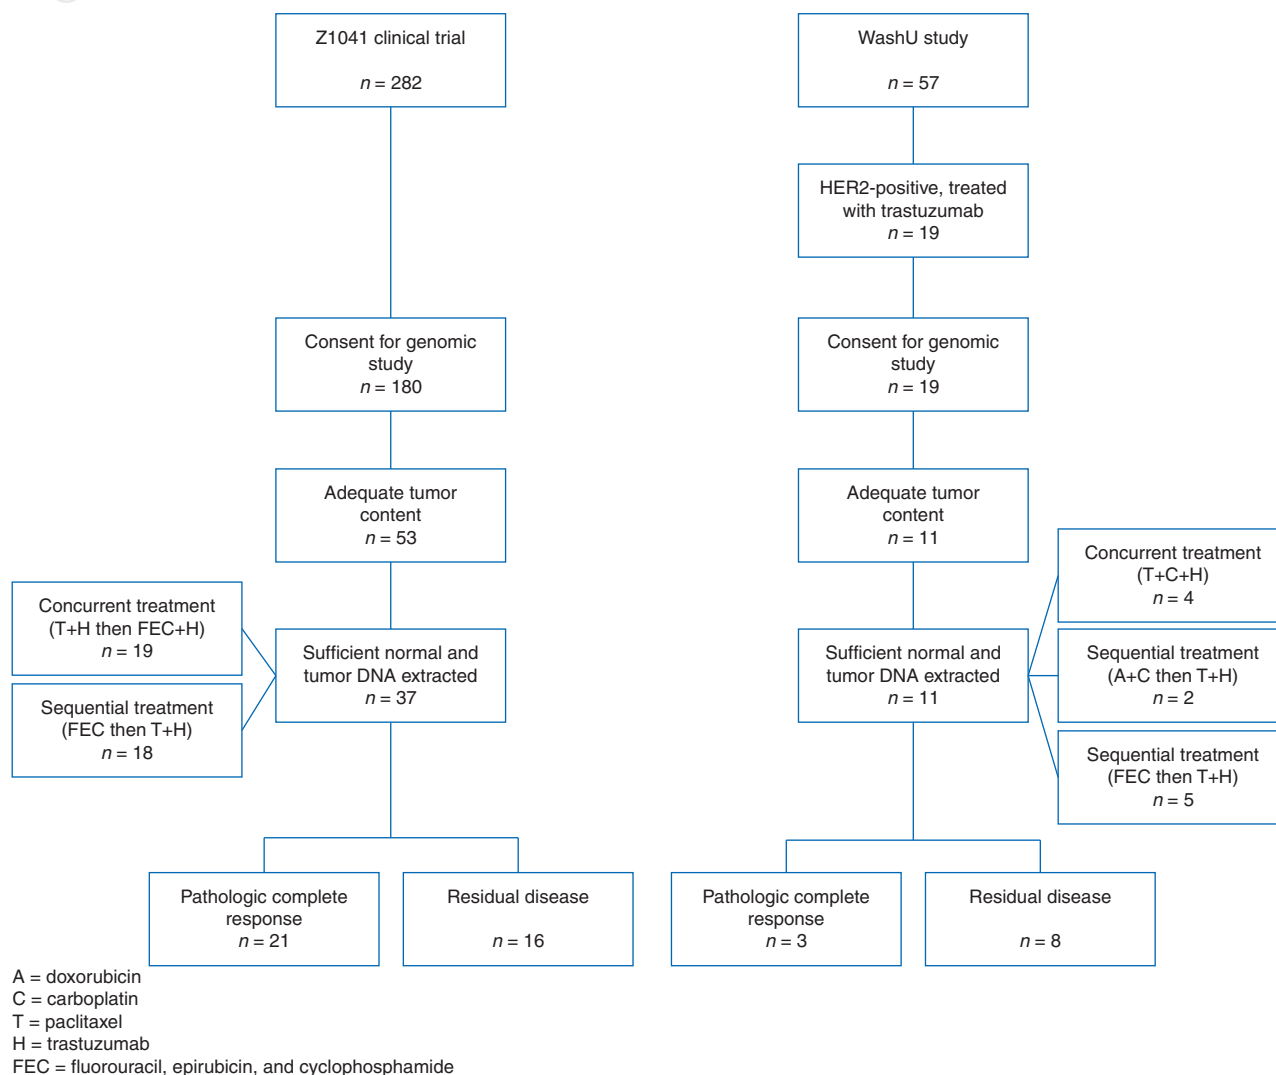 Z1041 clinical trial
n = 282
Consent for genomic
study
n = 180
Adequate tumor
content
n = 53
Concurrent treatment
(T+H then FEC+H)
n = 19
Sequential treatment
(FEC then T+H)
n = 18
Sufficient normal and
tumor DNA extracted
n = 37
Pathologic complete
response
n = 21
Residual disease
n = 16
WashU study
n = 57
HER2-positive, treated
with trastuzumab
n = 19
Consent for genomic
study
n = 19
Adequate tumor
content
n = 11
Sufficient normal and
tumor DNA extracted
n = 11
Concurrent treatment
(T+C+H)
n = 4
Sequential treatment
(A+C then T+H)
n = 2
Sequential treatment
(FEC then T+H)
n = 5
Pathologic complete
response
n = 3
Residual disease
n = 8
A = doxorubicin
C = carboplatin
T = paclitaxel
H = trastuzumab
FEC = fluorouracil, epirubicin, and cyclophosphamide